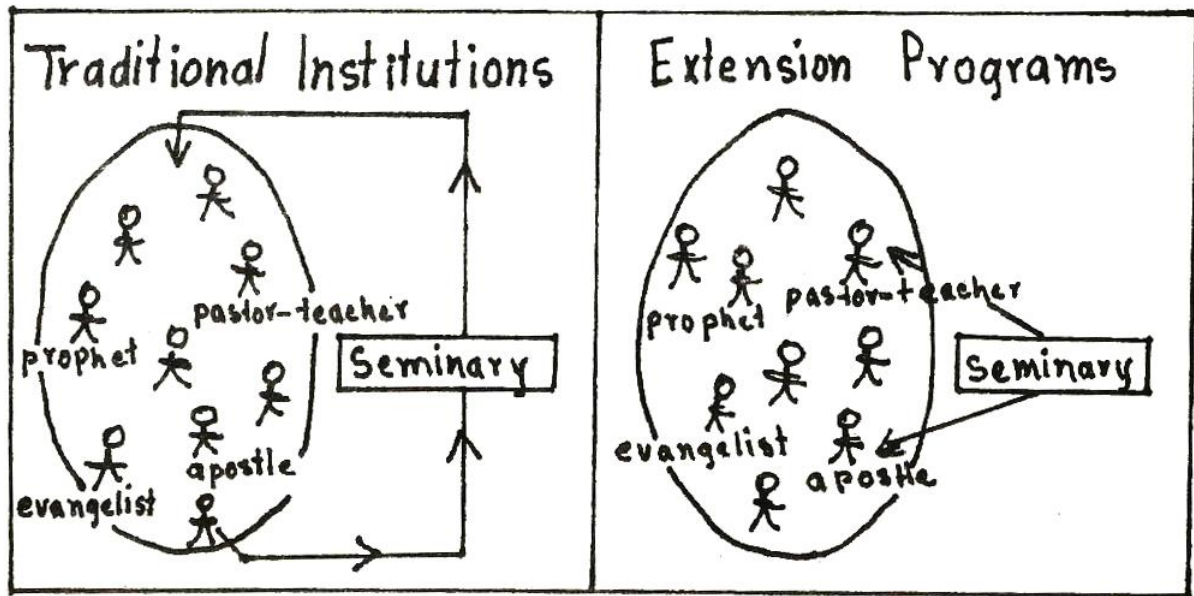 Traditional Institutions
pastor-teacher
prophet
Seminary
apostle
evangelist
Extension Programs
pastor-teacher
prophet
seminary
evangelist
apostle